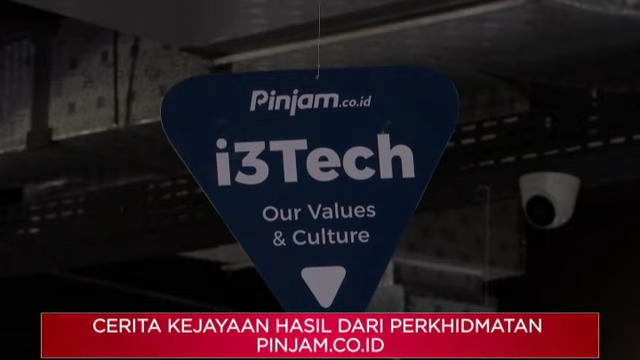 Pinjam.co.id
i3Tech
Our Values
& Culture
CERITA KEJAYAAN HASIL DARI PERKHIDMATAN
PINJAM.CO.ID